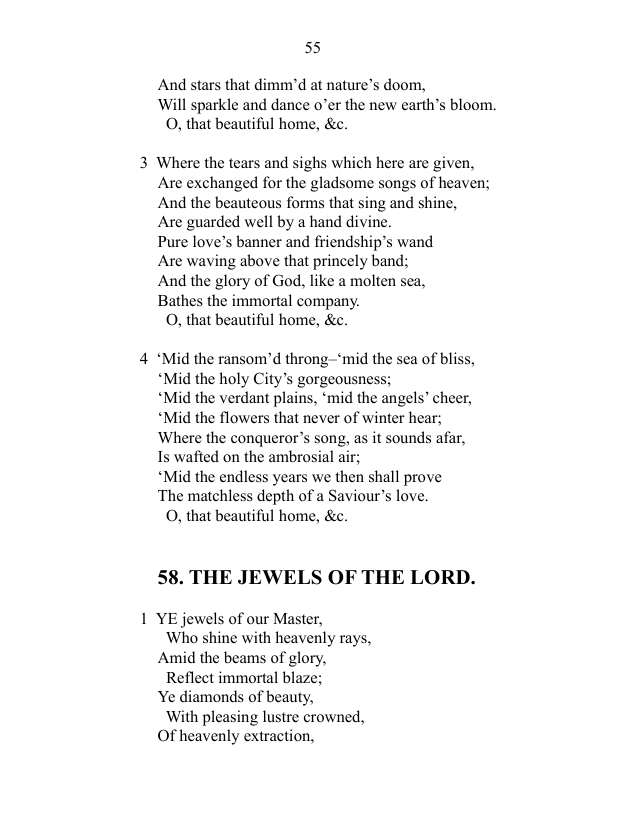 55
And stars that dimm’d at nature’s doom,
Will sparkle and dance o’er the new earth’s bloom.
O, that beautiful home, &c.
3 Where the tears and sighs which here are given,
Are exchanged for the gladsome songs of heaven;
And the beauteous forms that sing and shine,
Are guarded well by a hand divine.
Pure love’s banner and friendship’s wand
Are waving above that princely band;
And the glory of God, like a molten sea,
Bathes the immortal company.
O, that beautiful home, &c.
4 ‘Mid the ransom’d throng–‘mid the sea of bliss,
‘Mid the holy City’s gorgeousness;
‘Mid the verdant plains, ‘mid the angels’ cheer,
‘Mid the flowers that never of winter hear;
Where the conqueror’s song, as it sounds afar,
Is wafted on the ambrosial air;
‘Mid the endless years we then shall prove
The matchless depth of a Saviour’s love.
O, that beautiful home, &c.
58. THE JEWELS OF THE LORD.
1 YE jewels of our Master,
Who shine with heavenly rays,
Amid the beams of glory,
Reflect immortal blaze;
Ye diamonds of beauty,
With pleasing lustre crowned,
Of heavenly extraction,